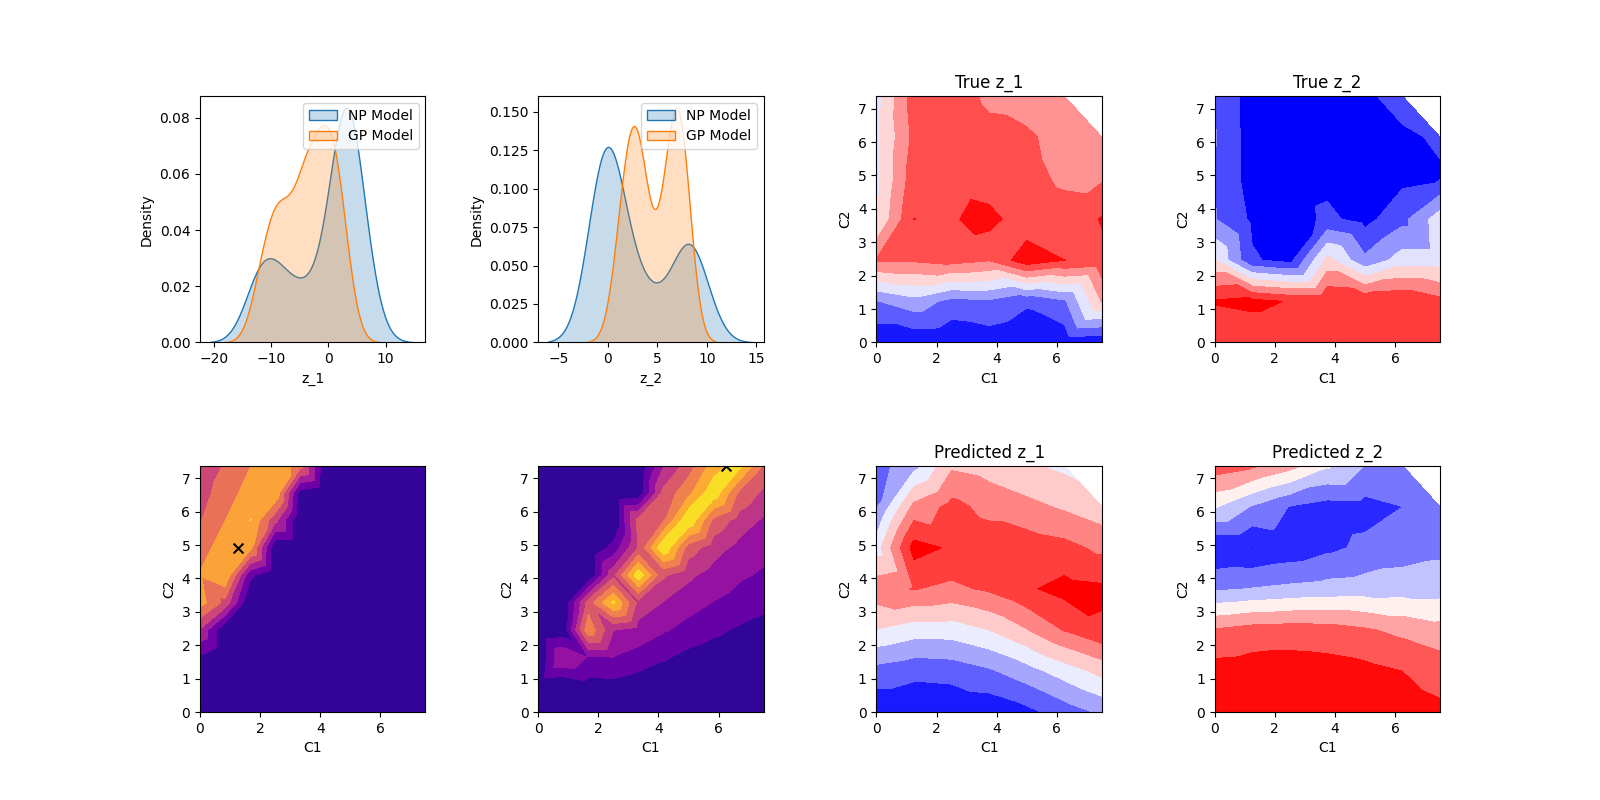 0.08
0.06
0.04
0.02
0.00
Density
−20 −10 0 10
z_1
NP Model
GP Model
0.150
0.125
0.100
0.075
0.050
0.025
0.000
Density
−5 0 5 10 15
z_2
NP Model
GP Model
True z_1
7
6
5
4
3
2
1
0
C2
0 2 4 6
C1
True z_2
7
6
5
4
3
2
1
0
C2
0 2 4 6
C1
7
6
5
4
3
2
1
0
C2
0 2 4 6
C1
7
6
5
4
3
2
1
0
C2
0 2 4 6
C1
Predicted z_1
7
6
5
4
3
2
1
0
C2
0 2 4 6
C1
Predicted z_2
7
6
5
4
3
2
1
0
C2
0 2 4 6
C1